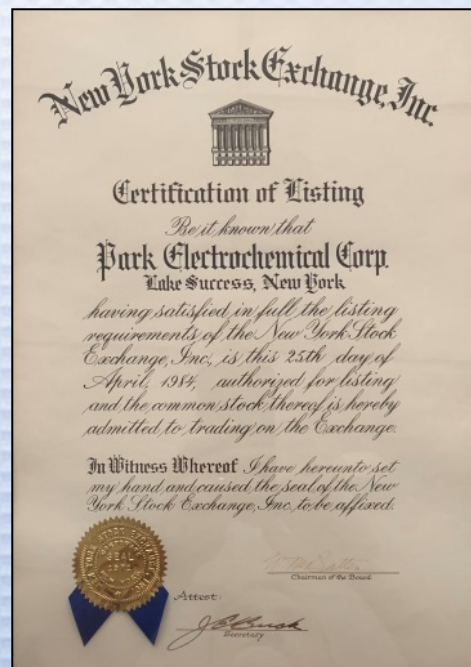 New York Stock Exchange, Inc.
Certification of Listing
Be it known that
Park Electrochemical Corp.
Lake Success, New York
having satisfied in full the listing
requirements of the New York Stock
Exchange, Inc., is this 25th day of
April, 1984, authorized for listing
and the common stock thereof is hereby
admitted to trading on the Exchange.
In Witness Whereof I have hereunto set
my hand and caused the seal of the New
York Stock Exchange, Inc. to be affixed.
Chairman of the Board
Attest:
Secretary